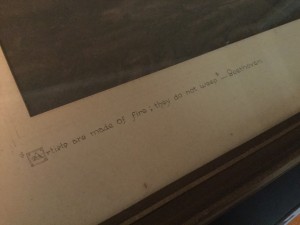 "Artists are made of fire; they do not weep" — Beethoven